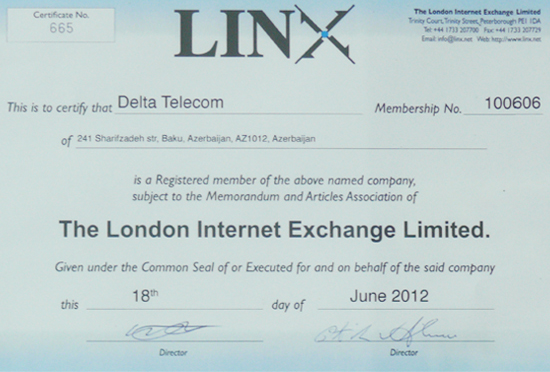 Certificate No.
665
LINX
The London Internet Exchange Limited
Trinity Court, Trinity Street, Peterborough PE1 1DA
Tel: +44 1733 207700 Fax: +44 1733 207729
Email: info@linx.net Web: http://www.linx.net
This is to certify that Delta Telecom Membership No. 100606
of 241 Sharifzadeh str, Baku, Azerbaijan, AZ1012, Azerbaijan
is a Registered member of the above named company,
subject to the Memorandum and Articles Association of
The London Internet Exchange Limited.
Given under the Common Seal of or Executed for and on behalf of the said company
this 18th day of June 2012
Director Director